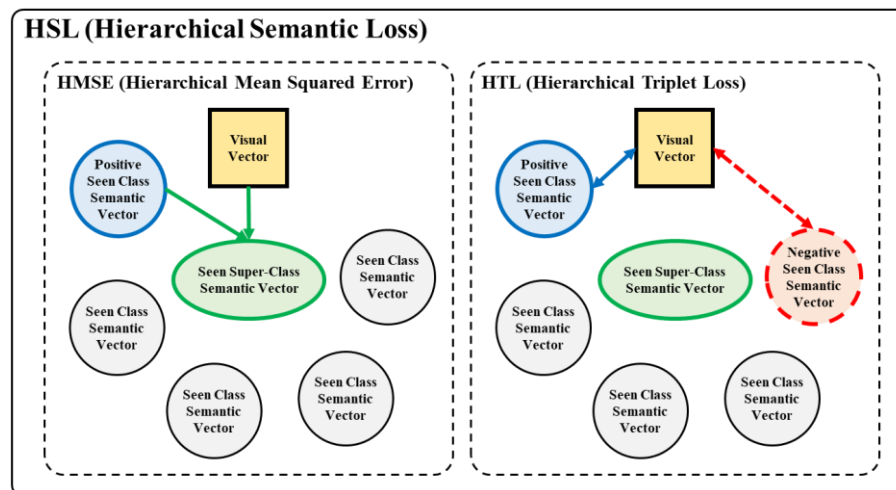 HSL (Hierarchical Semantic Loss)
HMSE (Hierarchical Mean Squared Error)
Visual
Vector
Positive
Seen Class
Semantic
Vector
Seen Super-Class
Semantic Vector
Seen Class
Semantic
Vector
Seen Class
Semantic
Vector
Seen Class
Semantic
Vector
Seen Class
Semantic
Vector
HTL (Hierarchical Triplet Loss)
Visual
Vector
Positive
Seen Class
Semantic
Vector
Seen Super-Class
Semantic Vector
Negative
Seen Class
Semantic
Vector
Seen Class
Semantic
Vector
Seen Class
Semantic
Vector
Seen Class
Semantic
Vector